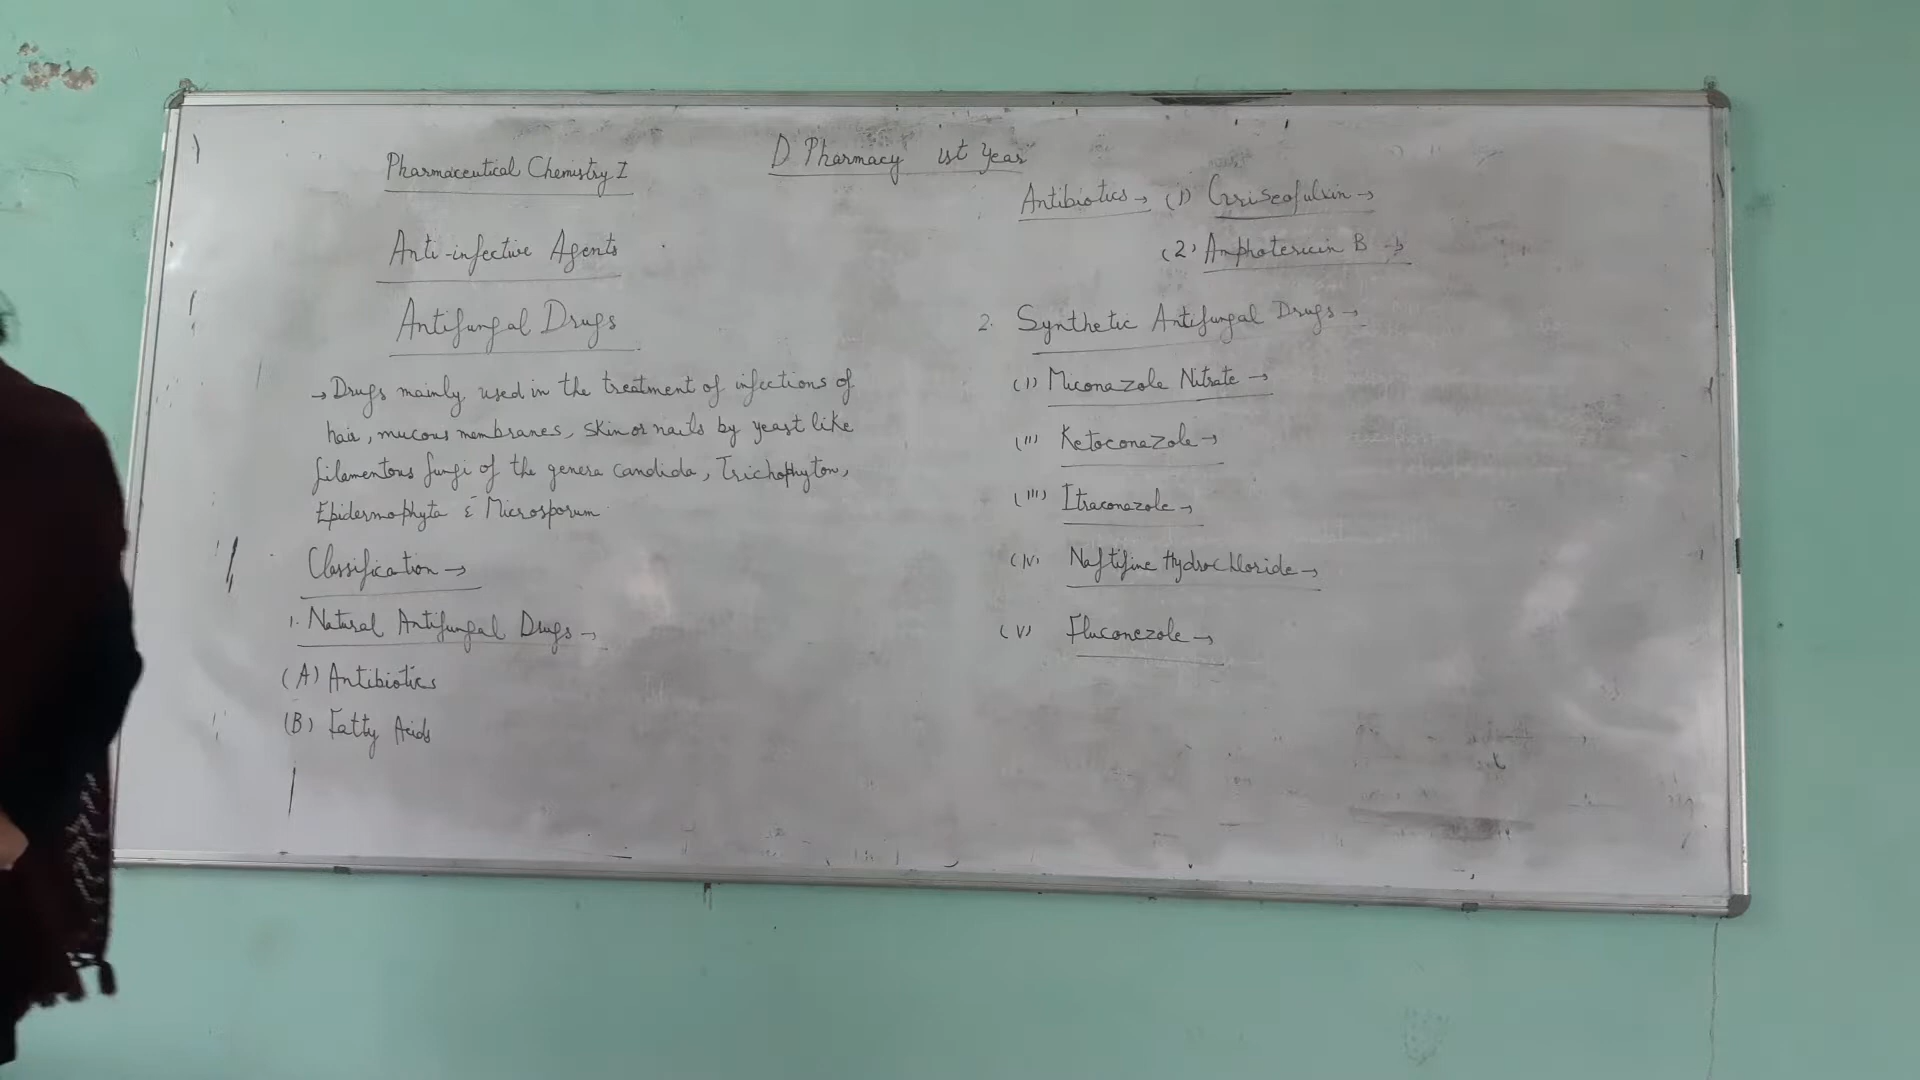 D Pharmacy 1st Year
Pharmaceutical Chemistry I
Anti-infective Agents
Antifungal Drugs
→ Drugs mainly used in the treatment of infections of
hair, mucous membranes, skin or nails by yeast like
filamentous fungi of the genera candida, Trichophyton,
Epidermophyta & Microsporum
Classification →
1. Natural Antifungal Drugs →
(A) Antibiotics
(B) Fatty Acids
Antibiotics → (1) Griseofulvin →
(2) Amphotericin B →
2. Synthetic Antifungal Drugs →
(I) Miconazole Nitrate →
(II) Ketoconazole →
(III) Itraconazole →
(IV) Naftifine Hydrochloride →
(V) Fluconezole →